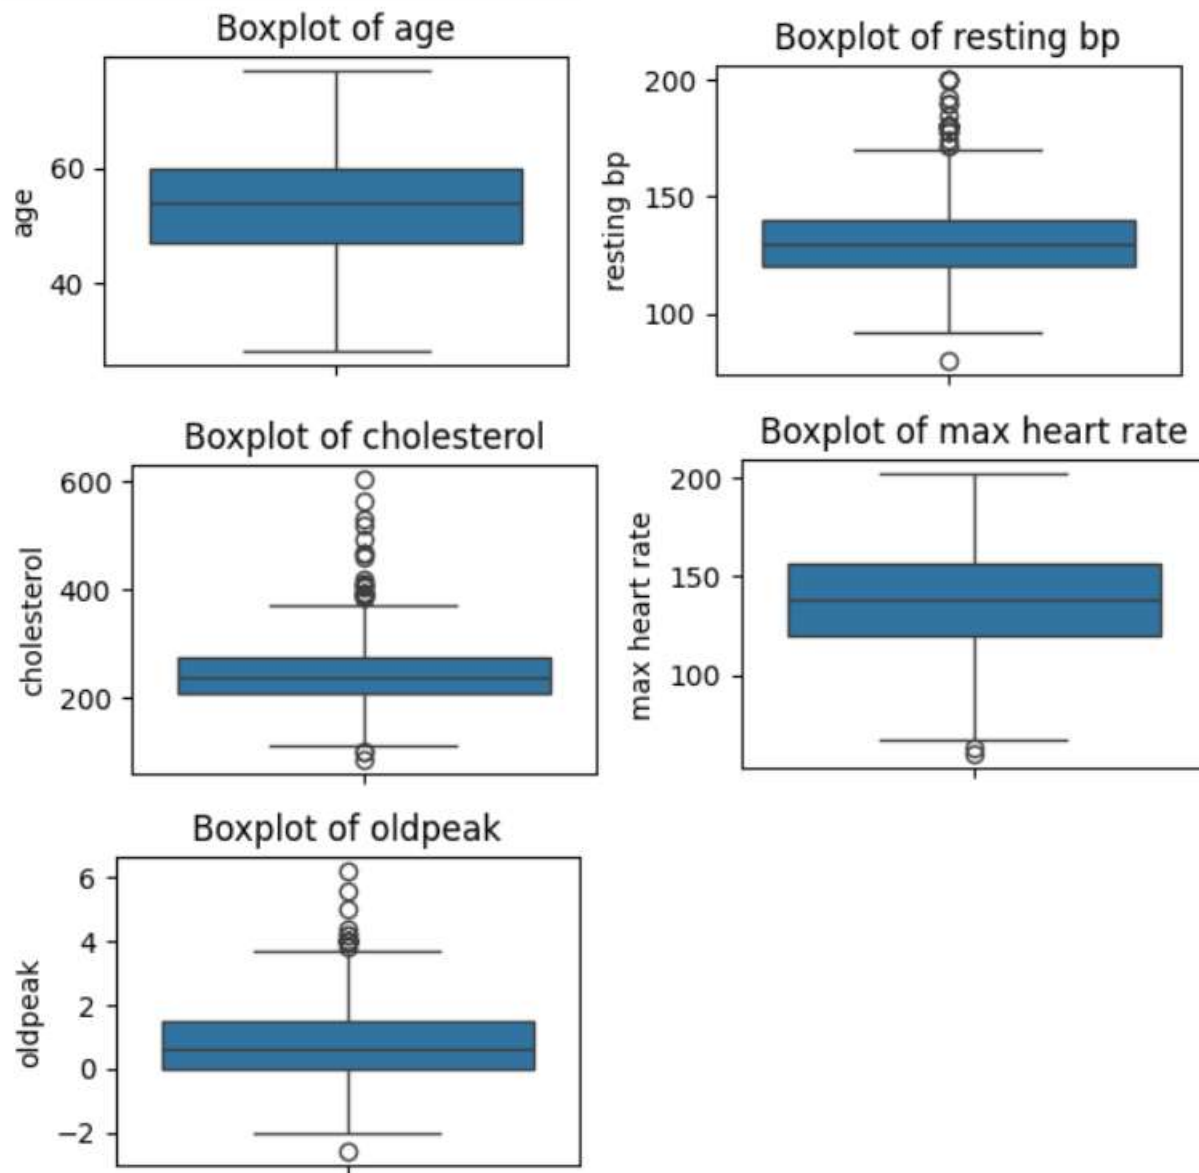 Boxplot of age
age
60
40
Boxplot of resting bp
resting bp
200
150
100
Boxplot of cholesterol
cholesterol
600
400
200
Boxplot of max heart rate
max heart rate
200
150
100
Boxplot of oldpeak
oldpeak
6
4
2
0
−2